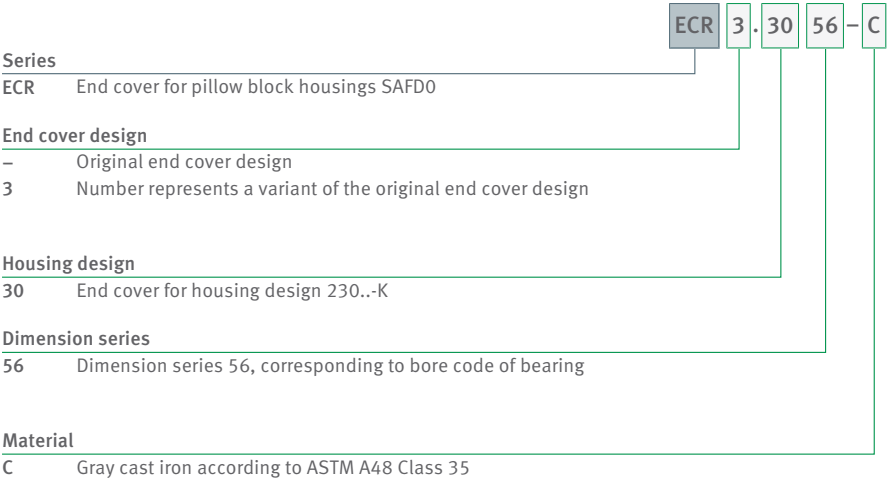 ECR 3 . 30 56 – C
Series
ECR End cover for pillow block housings SAFD0
End cover design
– Original end cover design
3 Number represents a variant of the original end cover design
Housing design
30 End cover for housing design 230..-K
Dimension series
56 Dimension series 56, corresponding to bore code of bearing
Material
C Gray cast iron according to ASTM A48 Class 35